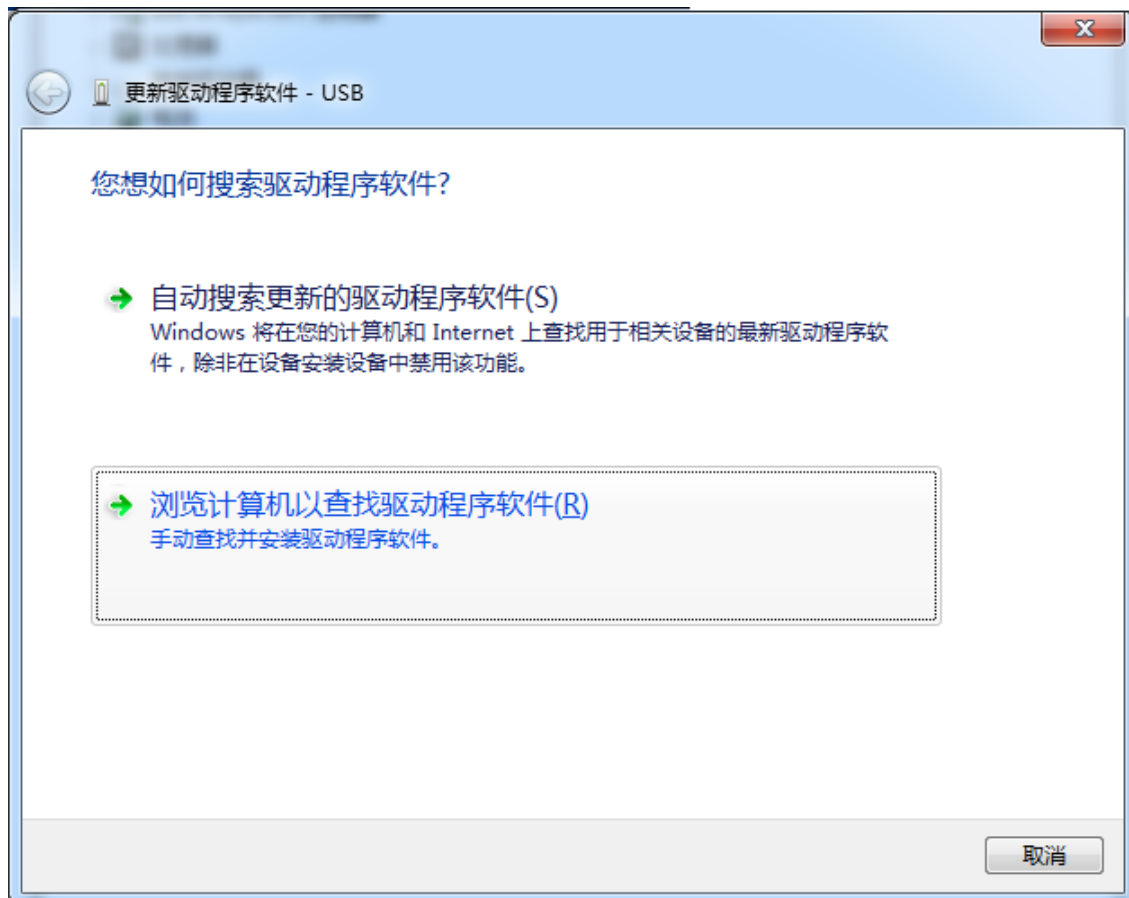 更新驱动程序软件 - USB
您想如何搜索驱动程序软件?
自动搜索更新的驱动程序软件(S)
Windows 将在您的计算机和 Internet 上查找用于相关设备的最新驱动程序软
件，除非在设备安装设备中禁用该功能。
浏览计算机以查找驱动程序软件(R)
手动查找并安装驱动程序软件。
取消